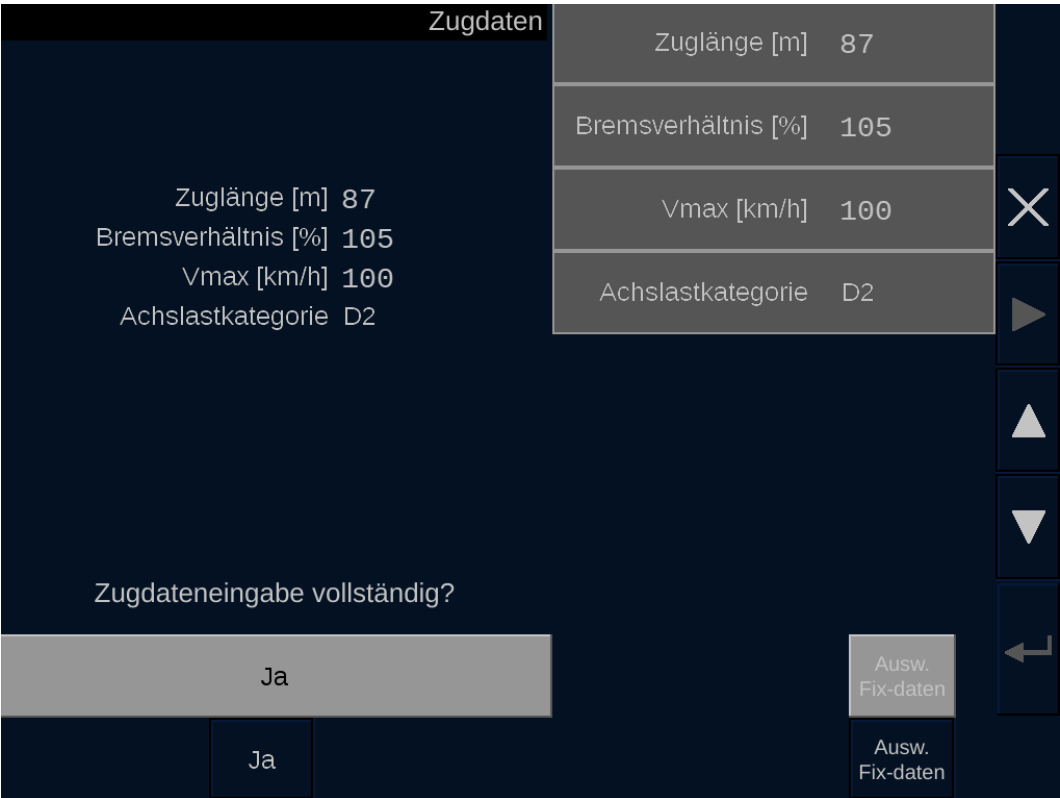 Zugdaten
Zuglänge [m] 87
Bremsverhältnis [%] 105
Vmax [km/h] 100
Achslastkategorie D2
Zuglänge [m] 87
Bremsverhältnis [%] 105
Vmax [km/h] 100
Achslastkategorie D2
Zugdateneingabe vollständig?
Ja
Ausw.
Fix-daten
Ja
Ausw.
Fix-daten